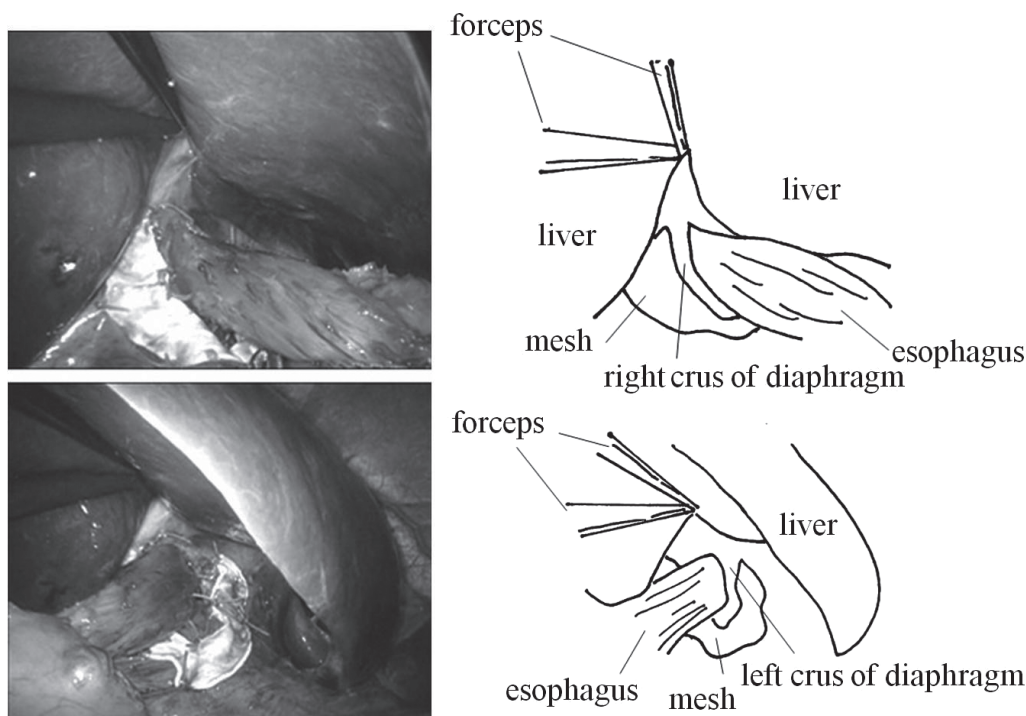 forceps
liver
liver
mesh
esophagus
right crus of diaphragm
forceps
liver
left crus of diaphragm
esophagus
mesh